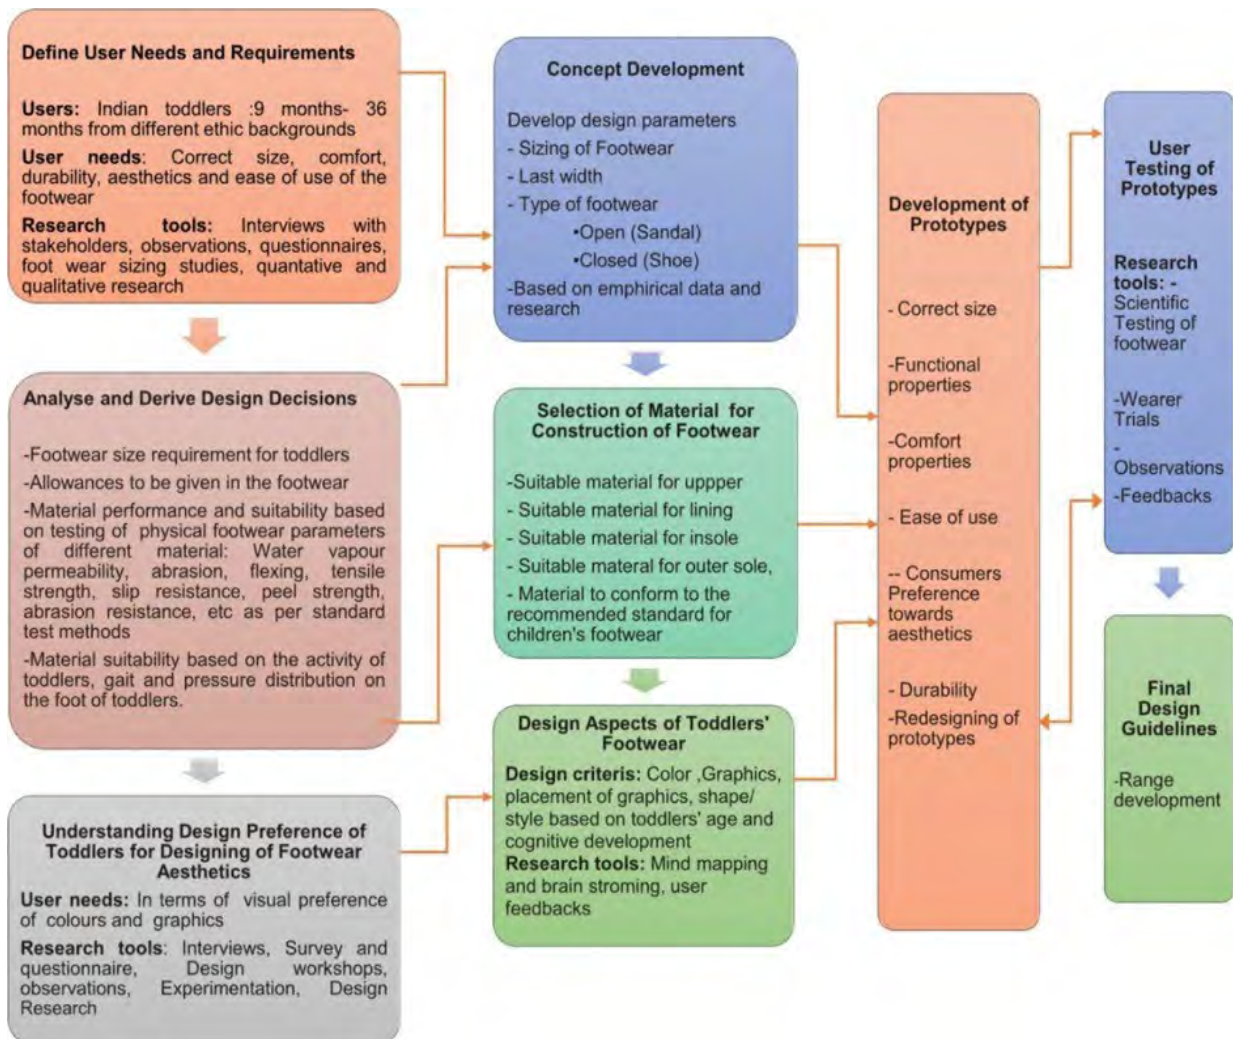 Define User Needs and Requirements
Users: Indian toddlers :9 months- 36
months from different ethic backgrounds
User needs: Correct size, comfort,
durability, aesthetics and ease of use of the
footwear
Research tools: Interviews with
stakeholders, observations, questionnaires,
foot wear sizing studies, quantative and
qualitative research
Analyse and Derive Design Decisions
-Footwear size requirement for toddlers
-Allowances to be given in the footwear
-Material performance and suitability based
on testing of physical footwear parameters
of different material: Water vapour
permeability, abrasion, flexing, tensile
strength, slip resistance, peel strength,
abrasion resistance, etc as per standard
test methods
-Material suitability based on the activity of
toddlers, gait and pressure distribution on
the foot of toddlers.
Understanding Design Preference of
Toddlers for Designing of Footwear
Aesthetics
User needs: In terms of visual preference
of colours and graphics
Research tools: Interviews, Survey and
questionnaire, Design workshops,
observations, Experimentation, Design
Research
Concept Development
Develop design parameters
- Sizing of Footwear
- Last width
- Type of footwear
•Open (Sandal)
•Closed (Shoe)
-Based on emphirical data and
research
Selection of Material for
Construction of Footwear
-Suitable material for uppper
- Suitable material for lining
- Suitable material for insole
- Suitable materal for outer sole,
- Material to conform to the
recommended standard for
children's footwear
Design Aspects of Toddlers'
Footwear
Design criteris: Color ,Graphics,
placement of graphics, shape/
style based on toddlers' age and
cognitive development
Research tools: Mind mapping
and brain stroming, user
feedbacks
Development of
Prototypes
- Correct size
-Functional
properties
-Comfort
properties
- Ease of use
-- Consumers
Preference
towards
aesthetics
- Durability
-Redesigning of
prototypes
User
Testing of
Prototypes
Research
tools: -
Scientific
Testing of
footwear
-Wearer
Trials
-
Observations
-Feedbacks
Final
Design
Guidelines
-Range
development